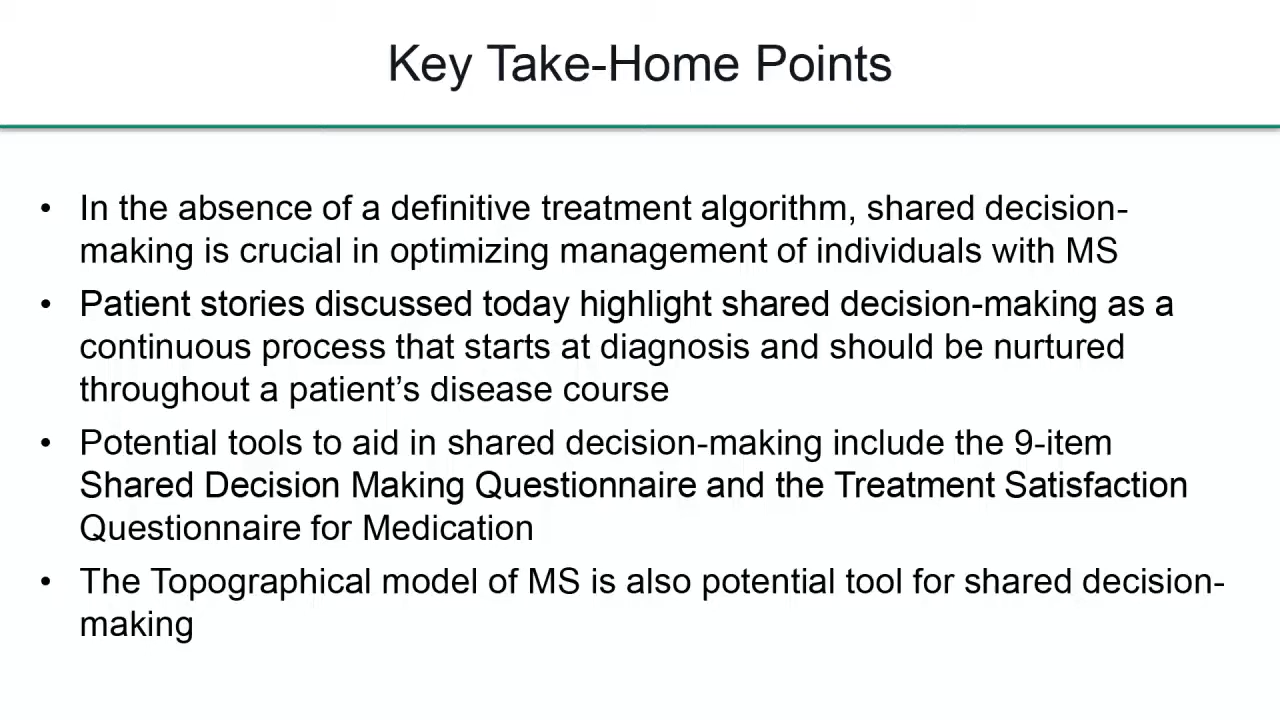 Key Take-Home Points
• In the absence of a definitive treatment algorithm, shared decision-
making is crucial in optimizing management of individuals with MS
• Patient stories discussed today highlight shared decision-making as a
continuous process that starts at diagnosis and should be nurtured
throughout a patient’s disease course
• Potential tools to aid in shared decision-making include the 9-item
Shared Decision Making Questionnaire and the Treatment Satisfaction
Questionnaire for Medication
• The Topographical model of MS is also potential tool for shared decision-
making